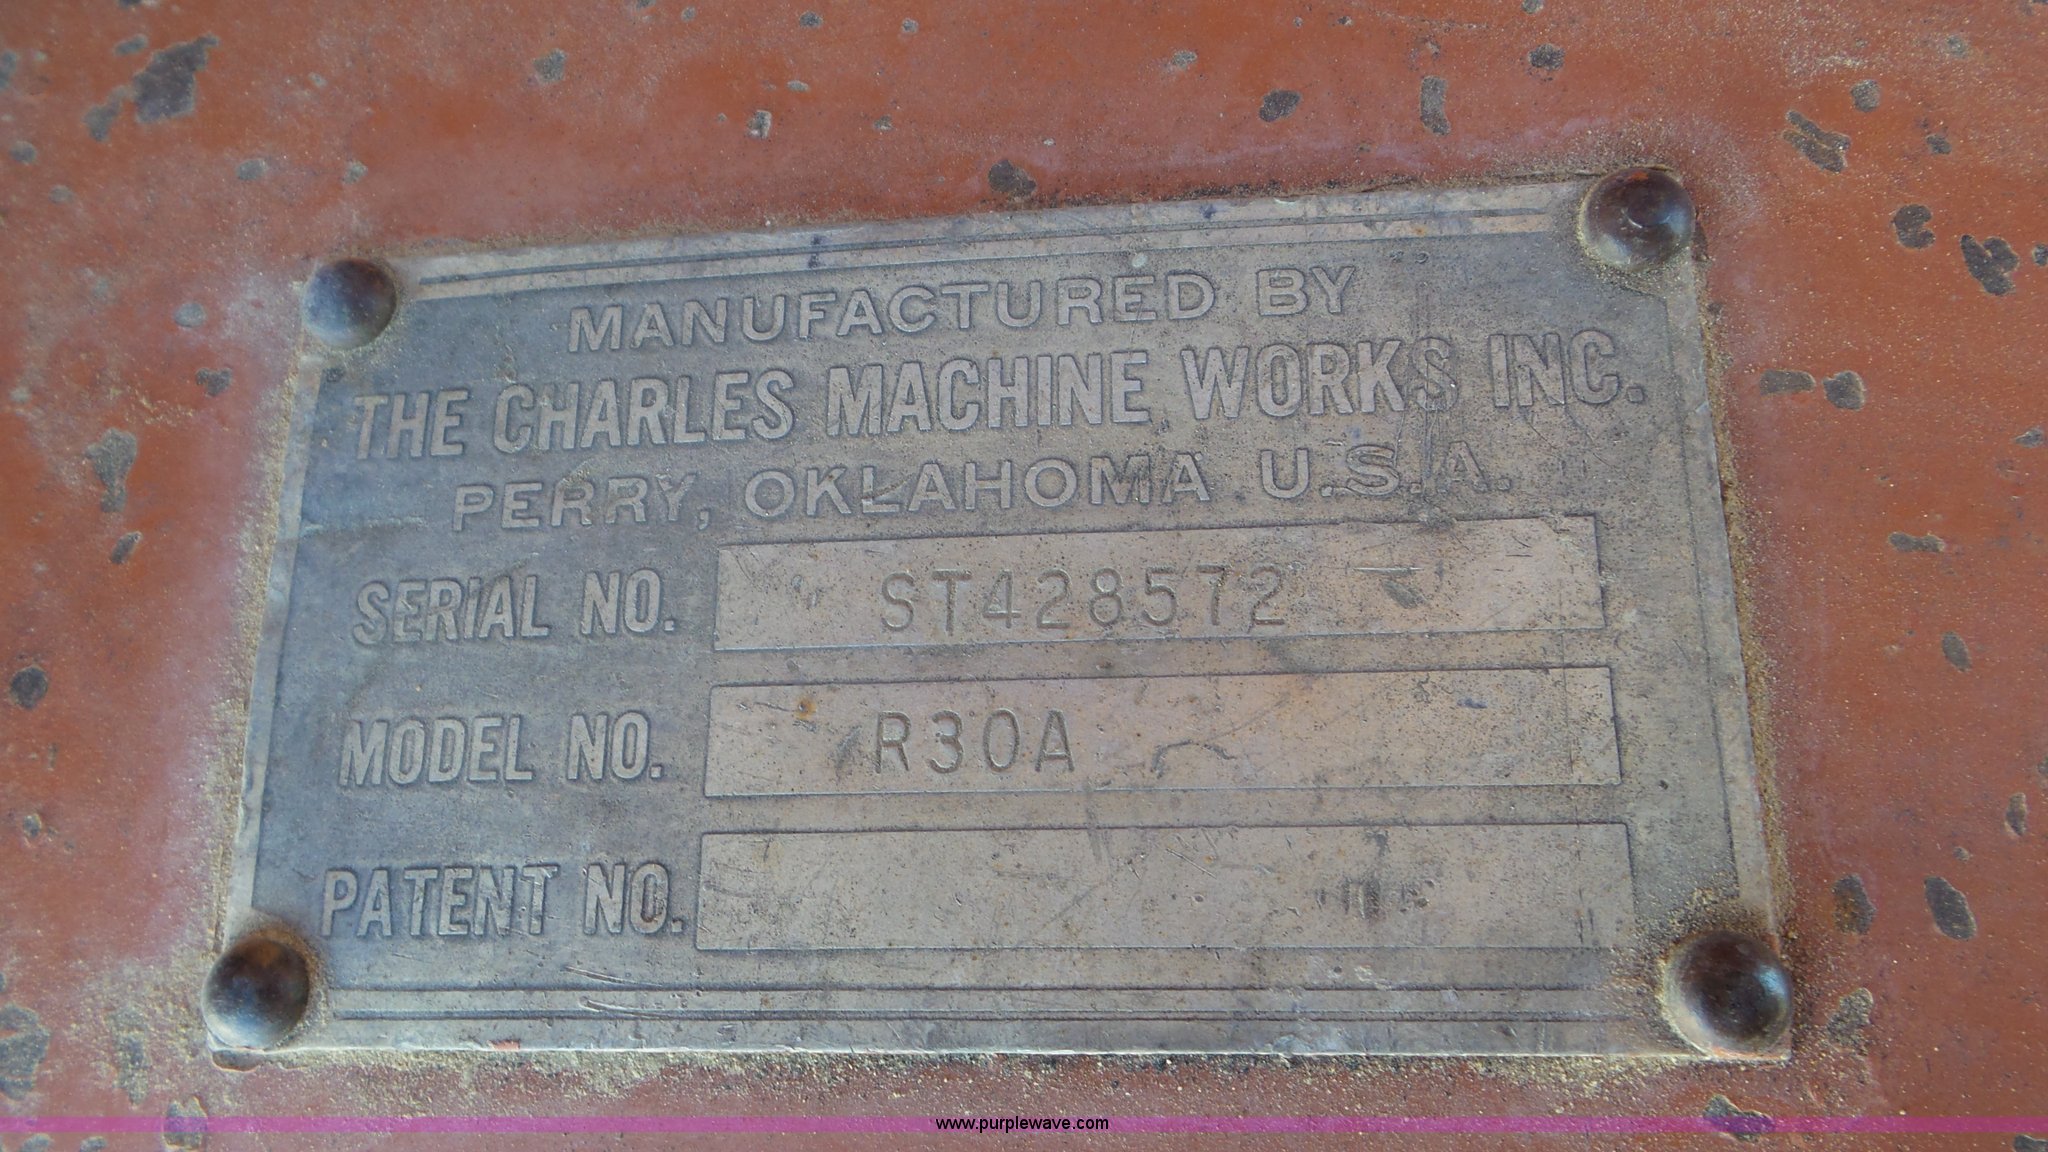 MANUFACTURED BY
THE CHARLES MACHINE WORKS INC.
PERRY, OKLAHOMA U.S.A.
SERIAL NO. ST428572
MODEL NO. R30A
PATENT NO.
www.purplewave.com